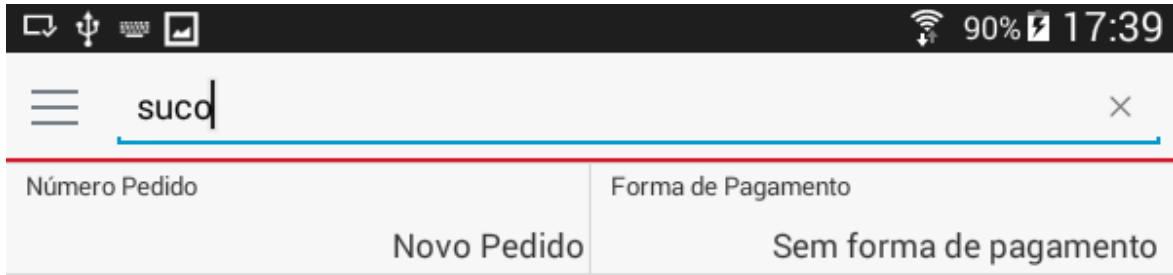 90% 17:39
suco
Número Pedido Forma de Pagamento
Novo Pedido Sem forma de pagamento